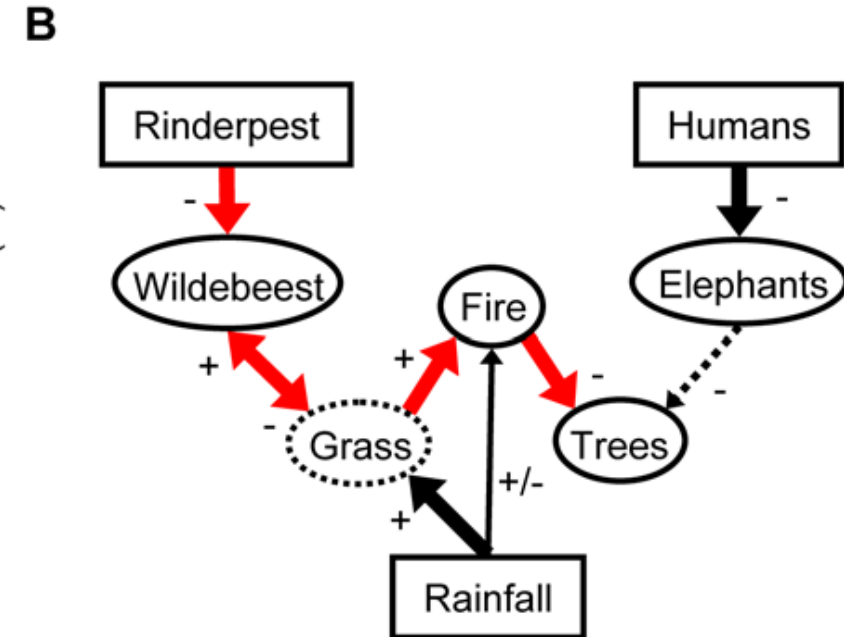 B
Rinderpest
Humans
-
-
Wildebeest
Elephants
Fire
+
+
-
-
-
Grass
Trees
+/-
+
Rainfall